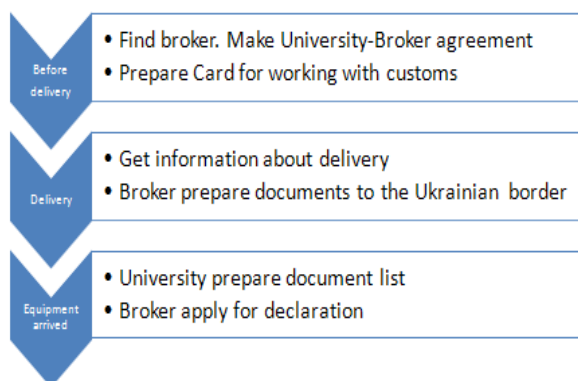 Before
delivery
• Find broker. Make University-Broker agreement
• Prepare Card for working with customs
Delivery
• Get information about delivery
• Broker prepare documents to the Ukrainian border
Equipment
arrived
• University prepare document list
• Broker apply for declaration